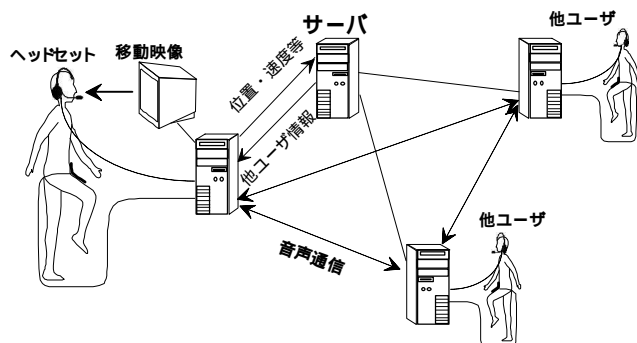 サーバ
他ユーザ
ヘッドセット
移動映像
位置・速度等
他ユーザ情報
他ユーザ
音声通信